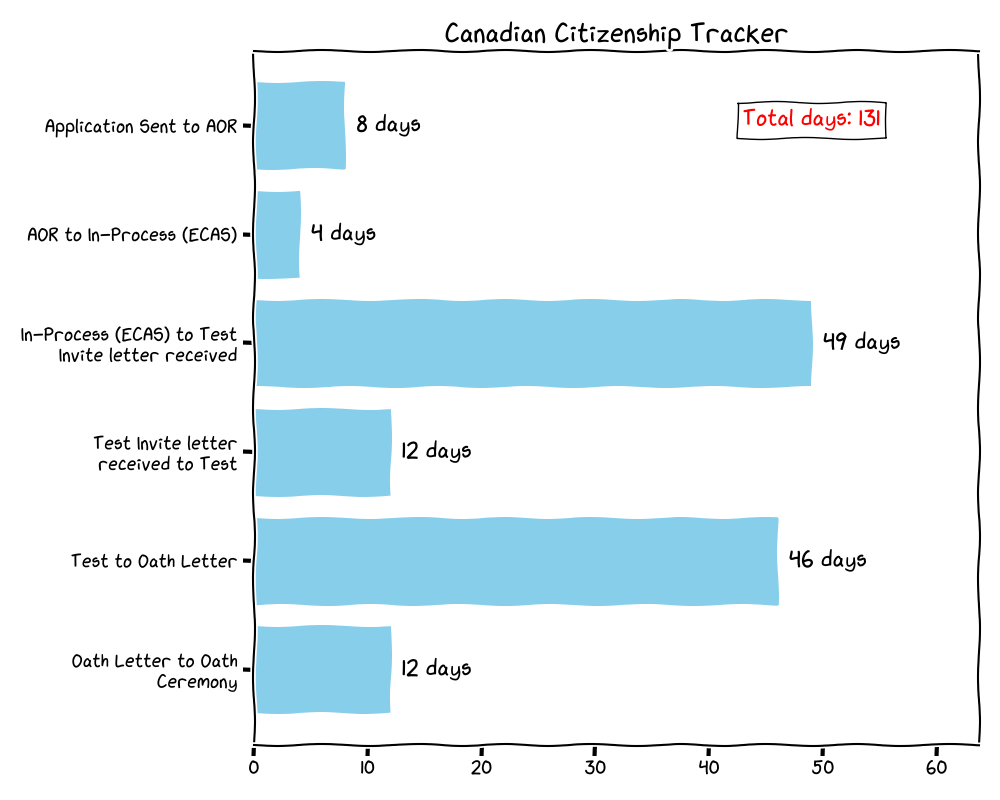 Canadian Citizenship Tracker
Total days: 131
Application Sent to AOR
8 days
AOR to In-Process (ECAS)
4 days
In-Process (ECAS) to Test
Invite letter received
49 days
Test Invite letter
received to Test
12 days
Test to Oath Letter
46 days
Oath Letter to Oath
Ceremony
12 days
0 10 20 30 40 50 60